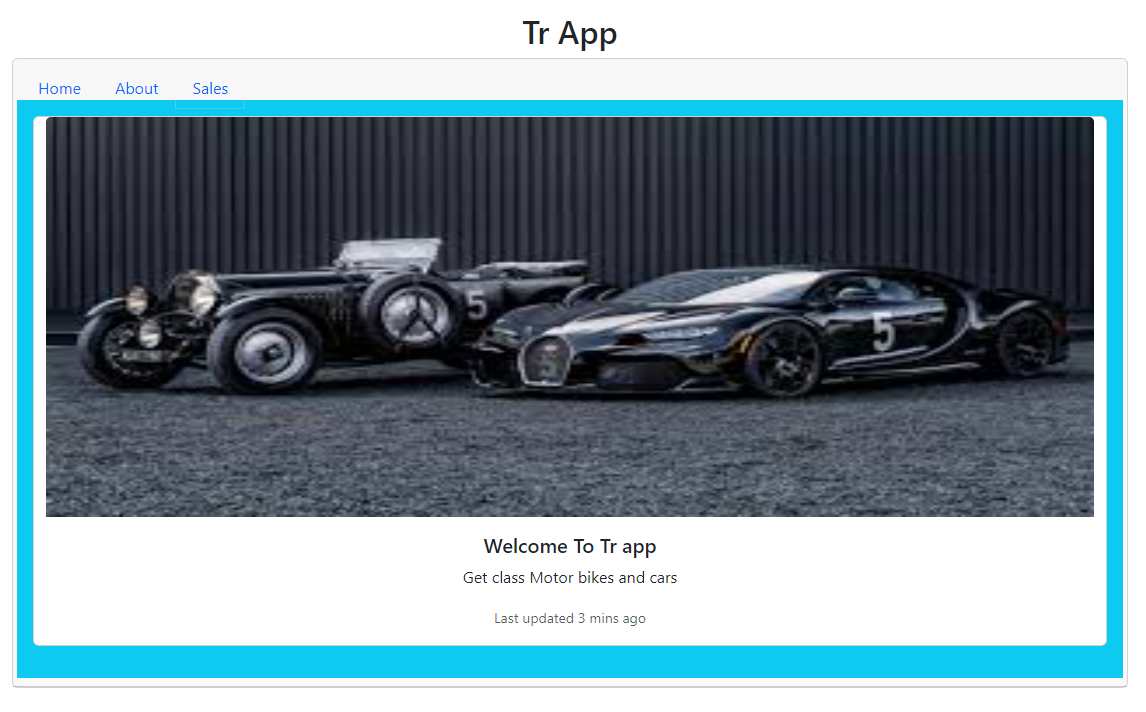 Tr App
Home About Sales
5
5
Welcome To Tr app
Get class Motor bikes and cars
Last updated 3 mins ago